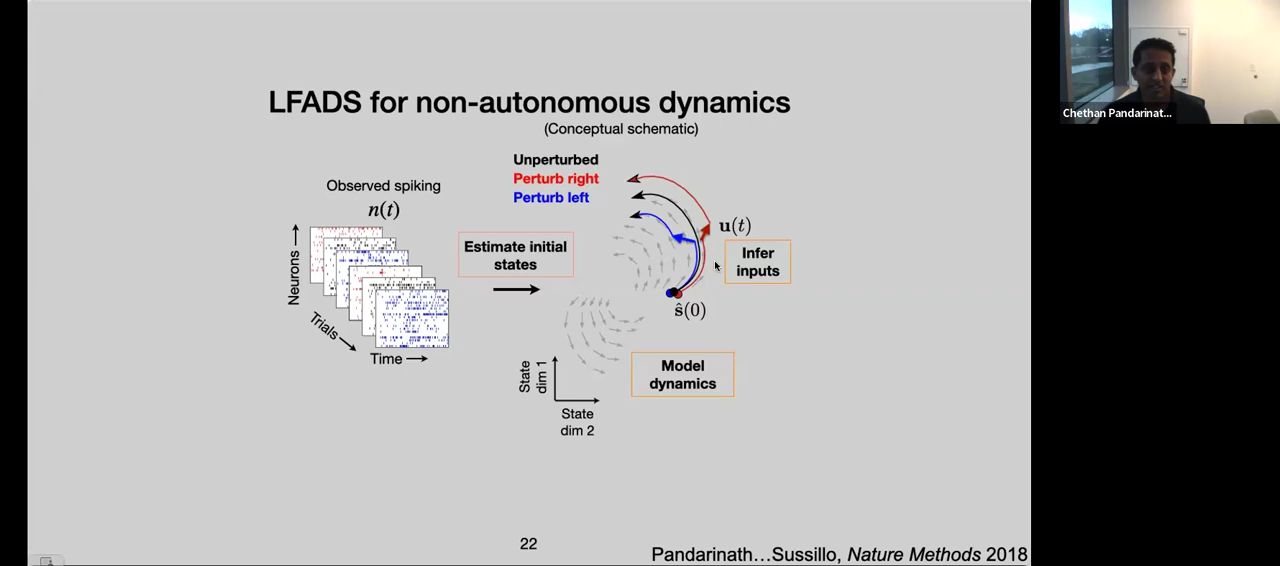 LFADS for non-autonomous dynamics
(Conceptual schematic)
Unperturbed
Perturb right
Perturb left
Observed spiking
n(t)
Neurons
Trials
Time
Estimate initial
states
u(t)
Infer
inputs
ŝ(0)
Model
dynamics
State
dim 1
State
dim 2
22
Pandarinath…Sussillo, Nature Methods 2018
Chethan Pandarinat...